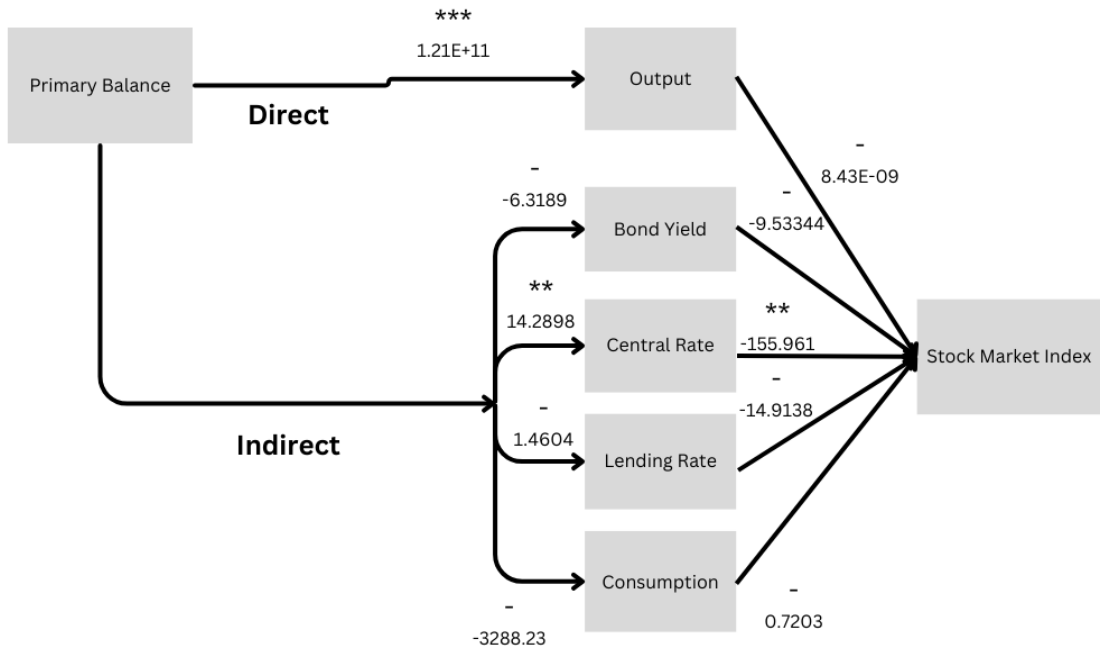 ***
1.21E+11
Primary Balance
Output
Direct
-
8.43E-09
-
-6.3189
Bond Yield
-
-9.53344
**
14.2898
Central Rate
**
-155.961
Stock Market Index
-
1.4604
Lending Rate
-
-14.9138
Indirect
Consumption
-
-3288.23
-
0.7203